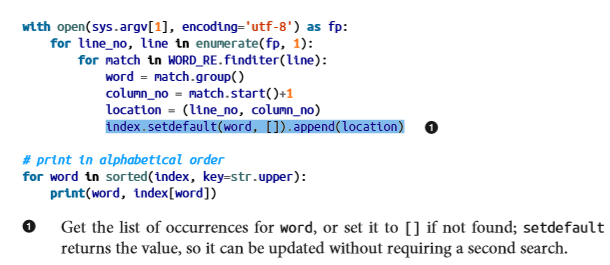 with open(sys.argv[1], encoding='utf-8') as fp:
    for line_no, line in enumerate(fp, 1):
        for match in WORD_RE.finditer(line):
            word = match.group()
            column_no = match.start()+1
            location = (line_no, column_no)
            index.setdefault(word, []).append(location) ❶
# print in alphabetical order
for word in sorted(index, key=str.upper):
    print(word, index[word])
❶ Get the list of occurrences for word, or set it to [] if not found; setdefault
returns the value, so it can be updated without requiring a second search.